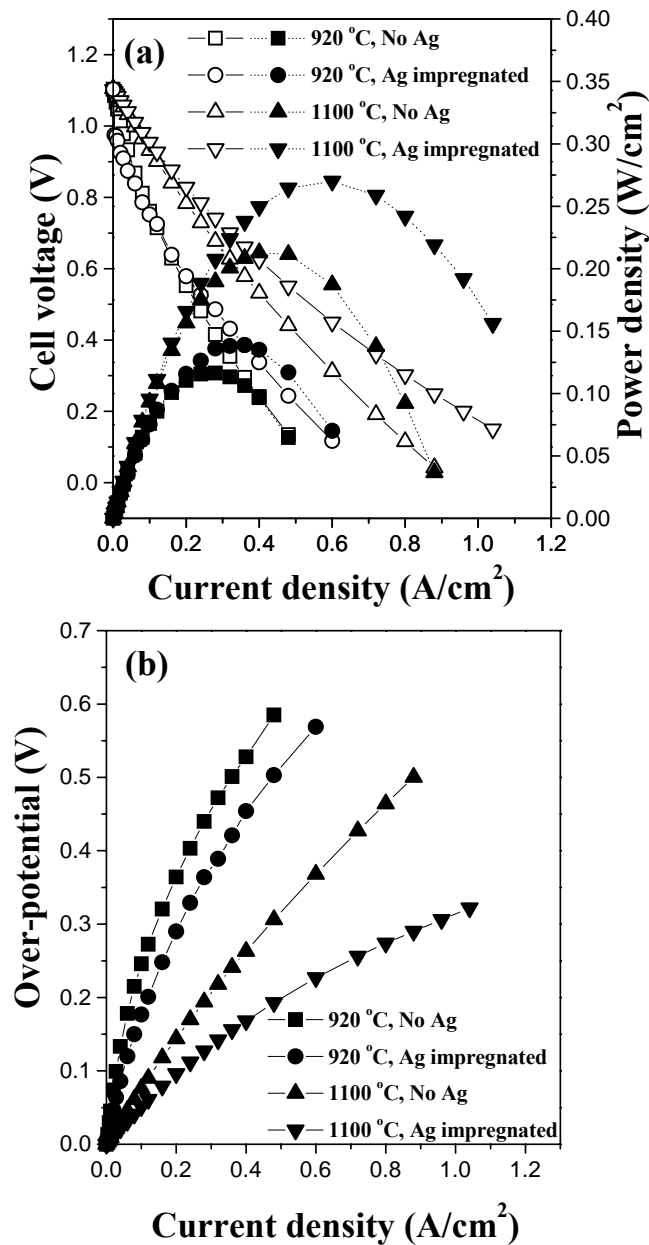 (a)
920 °C, No Ag
920 °C, Ag impregnated
1100 °C, No Ag
1100 °C, Ag impregnated
Cell voltage (V)
1.2
1.0
0.8
0.6
0.4
0.2
0.0
Power density (W/cm²)
0.40
0.35
0.30
0.25
0.20
0.15
0.10
0.05
0.00
0.0 0.2 0.4 0.6 0.8 1.0 1.2
Current density (A/cm²)
(b)
Over-potential (V)
0.7
0.6
0.5
0.4
0.3
0.2
0.1
0.0
920 °C, No Ag
920 °C, Ag impregnated
1100 °C, No Ag
1100 °C, Ag impregnated
0.0 0.2 0.4 0.6 0.8 1.0 1.2
Current density (A/cm²)